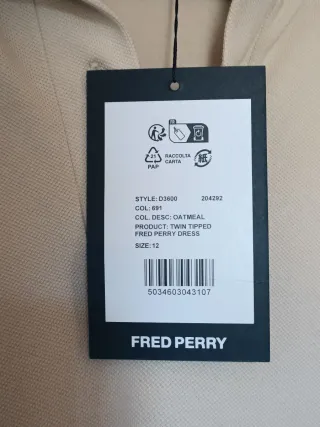 21
PAP
RACCOLTA
CARTA
紙
STYLE: D3600 204292
COL: 691
COL. DESC: OATMEAL
PRODUCT: TWIN TIPPED
FRED PERRY DRESS
SIZE: 12
5034603043107
FRED PERRY